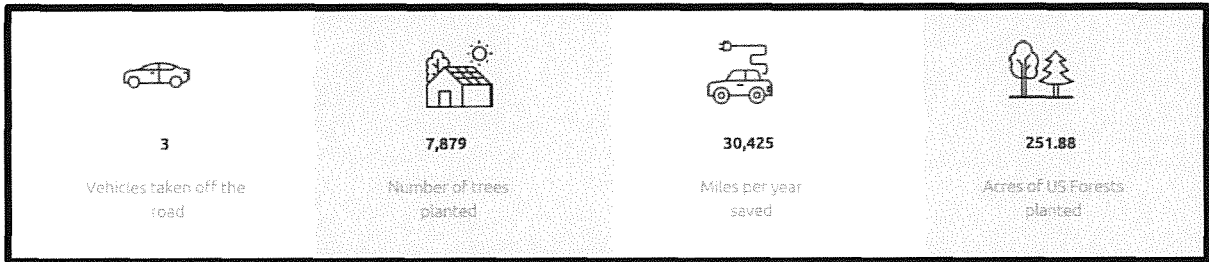 3
Vehicles taken off the
road
7,879
Number of trees
planted
30,425
Miles per year
saved
251.88
Acres of US Forests
planted